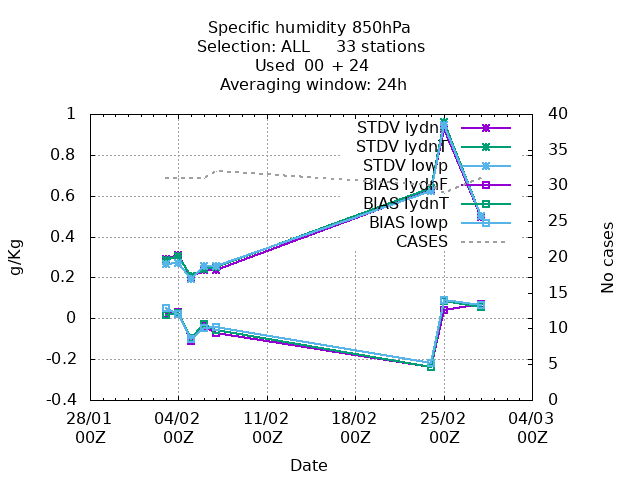 Specific humidity 850hPa
Selection: ALL 33 stations
Used 00 + 24
Averaging window: 24h
1
0.8
0.6
0.4
0.2
0
-0.2
-0.4
g/Kg
40
35
30
25
20
15
10
5
0
No cases
STDV lydnF
STDV lydnT
STDV lowp
BIAS lydnF
BIAS lydnT
BIAS lowp
CASES
28/01 04/02 11/02 18/02 25/02 04/03
00Z 00Z 00Z 00Z 00Z 00Z
Date